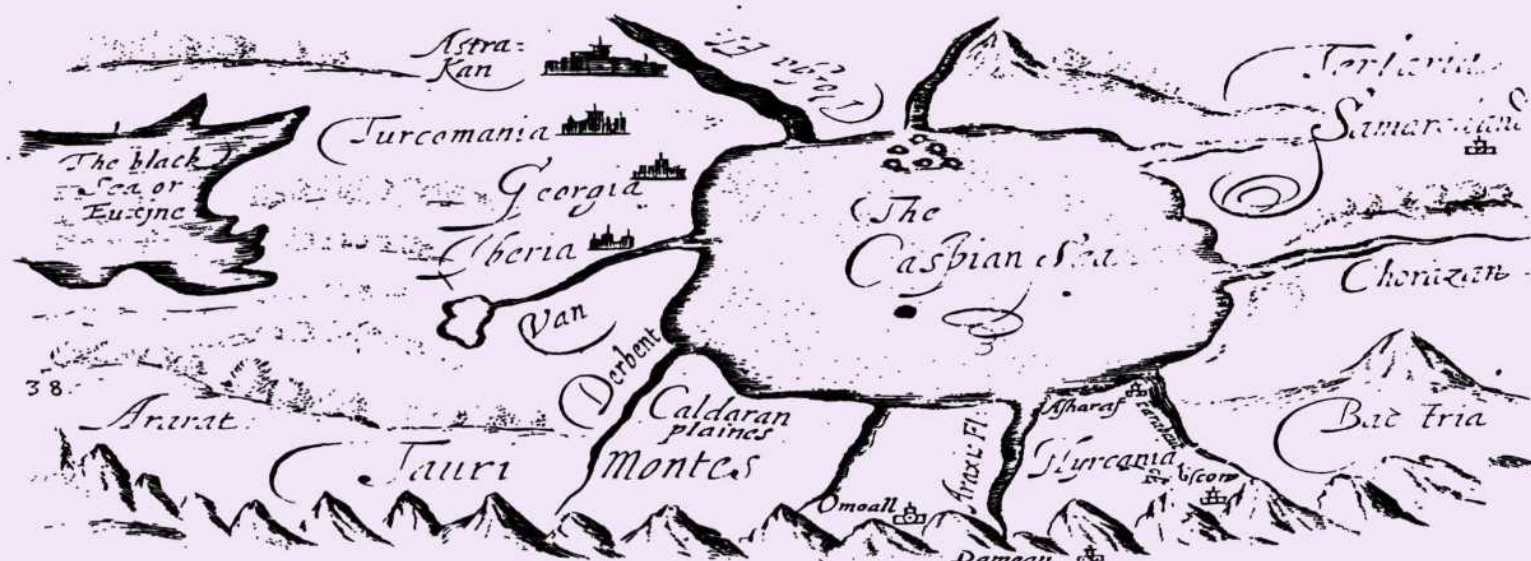 Astra=
Kan
Volga Fl.
Tartaria
Samarcand
Turcomania
The black
Sea or
Euxine
Georgia
Iberia
The
Caspian Sea
Chorazan
Van
Derbent
38.
Ararat
Caldaran
plaines
Tauri
Montes
Araxis Fl
Asharaf
Hyrcania
Bactria
Omoall